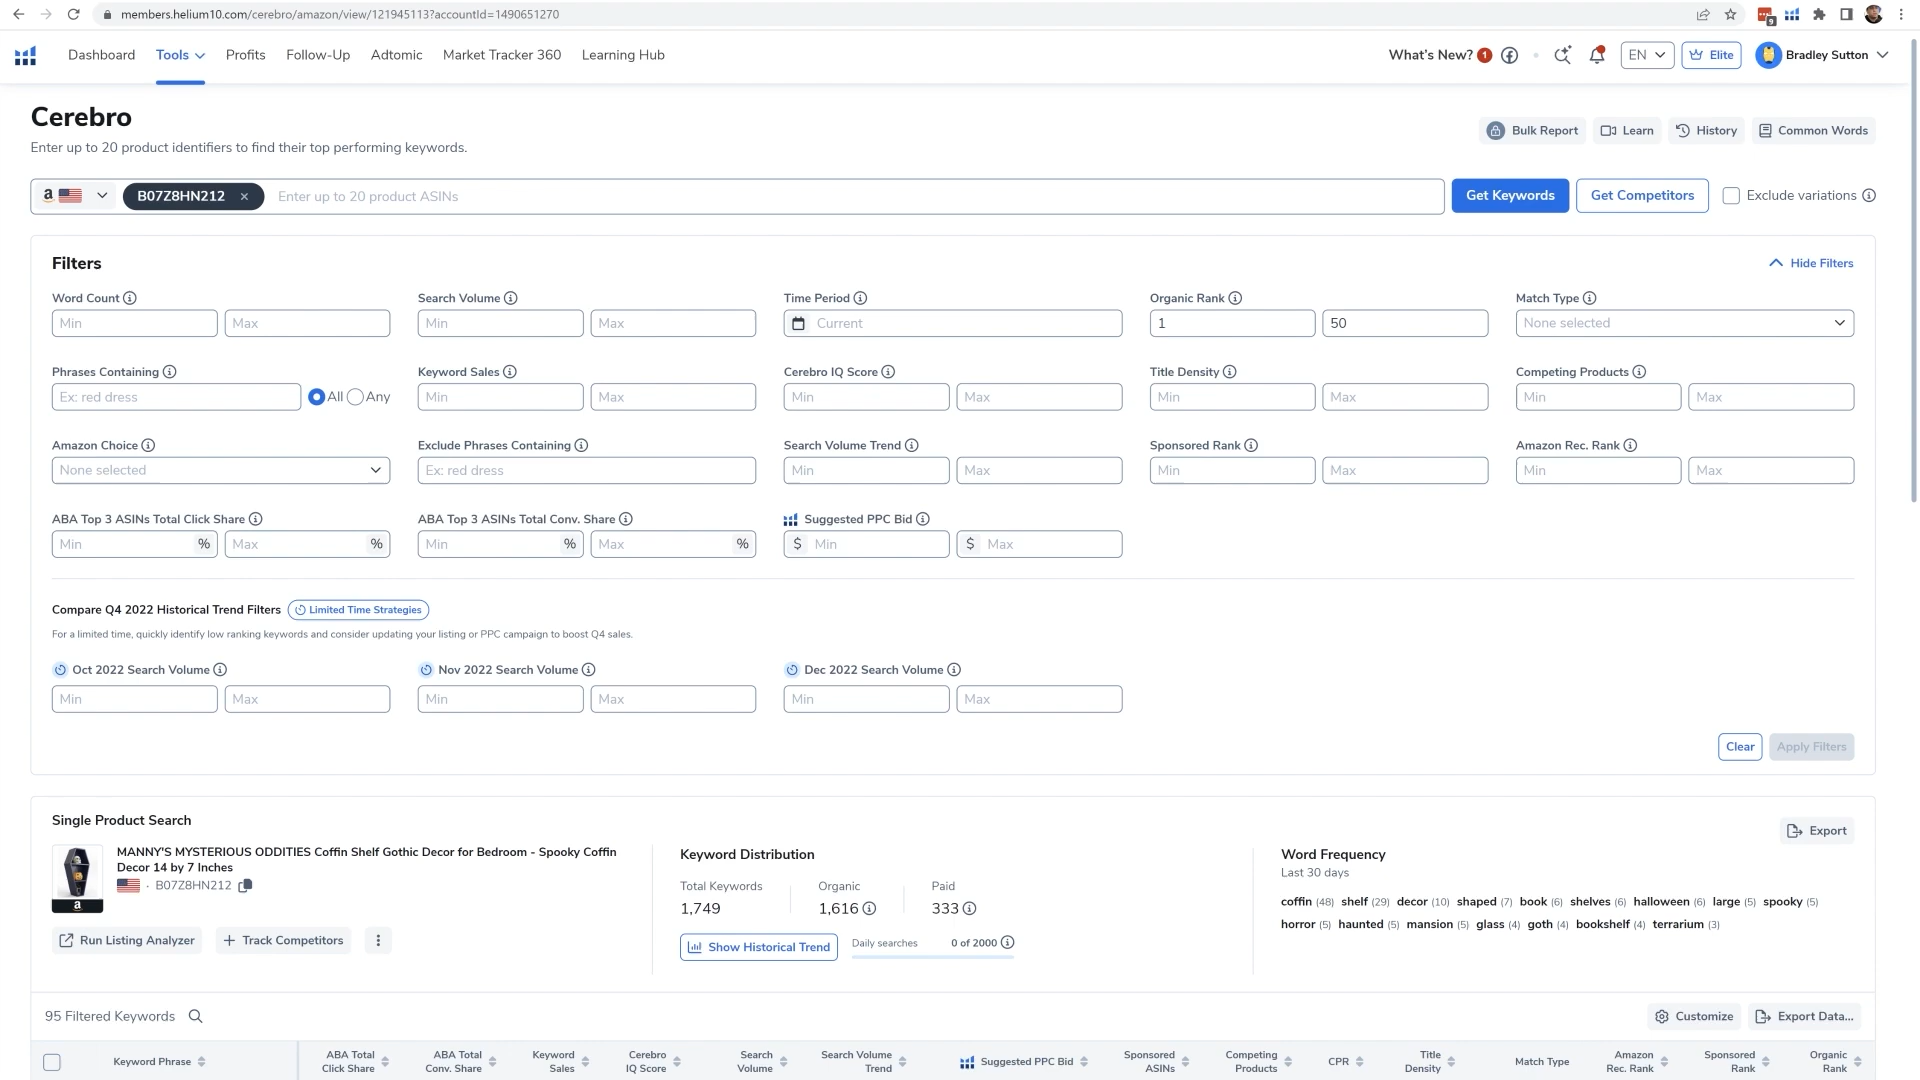 members.helium10.com/cerebro/amazon/view/121945113?accountId=1490651270
9
Dashboard Tools Profits Follow-Up Adtomic Market Tracker 360 Learning Hub What's New? 1 EN Elite Bradley Sutton
Cerebro
Enter up to 20 product identifiers to find their top performing keywords.
Bulk Report Learn History Common Words
a B07Z8HN212 × Enter up to 20 product ASINs Get Keywords Get Competitors Exclude variations
Filters Hide Filters
Word Count Search Volume Time Period Organic Rank Match Type
Min Max Min Max Current 1 50 None selected
Phrases Containing Keyword Sales Cerebro IQ Score Title Density Competing Products
Ex: red dress All Any Min Max Min Max Min Max Min Max
Amazon Choice Exclude Phrases Containing Search Volume Trend Sponsored Rank Amazon Rec. Rank
None selected Ex: red dress Min Max Min Max Min Max
ABA Top 3 ASINs Total Click Share ABA Top 3 ASINs Total Conv. Share Suggested PPC Bid
Min % Max % Min % Max % $ Min $ Max
Compare Q4 2022 Historical Trend Filters Limited Time Strategies
For a limited time, quickly identify low ranking keywords and consider updating your listing or PPC campaign to boost Q4 sales.
Oct 2022 Search Volume Nov 2022 Search Volume Dec 2022 Search Volume
Min Max Min Max Min Max
Clear Apply Filters
Single Product Search
Export
MANNY'S MYSTERIOUS ODDITIES Coffin Shelf Gothic Decor for Bedroom - Spooky Coffin
Decor 14 by 7 Inches
· B07Z8HN212
a
Run Listing Analyzer + Track Competitors
Keyword Distribution
Total Keywords Organic Paid
1,749 1,616 333
Show Historical Trend Daily searches 0 of 2000
Word Frequency
Last 30 days
coffin (48) shelf (29) decor (10) shaped (7) book (6) shelves (6) halloween (6) large (5) spooky (5)
horror (5) haunted (5) mansion (5) glass (4) goth (4) bookshelf (4) terrarium (3)
95 Filtered Keywords Customize Export Data...
Keyword Phrase
ABA Total
Click Share
ABA Total
Conv. Share
Keyword
Sales
Cerebro
IQ Score
Search
Volume
Search Volume
Trend
Suggested PPC Bid
Sponsored
ASINs
Competing
Products
CPR
Title
Density
Match Type
Amazon
Rec. Rank
Sponsored
Rank
Organic
Rank